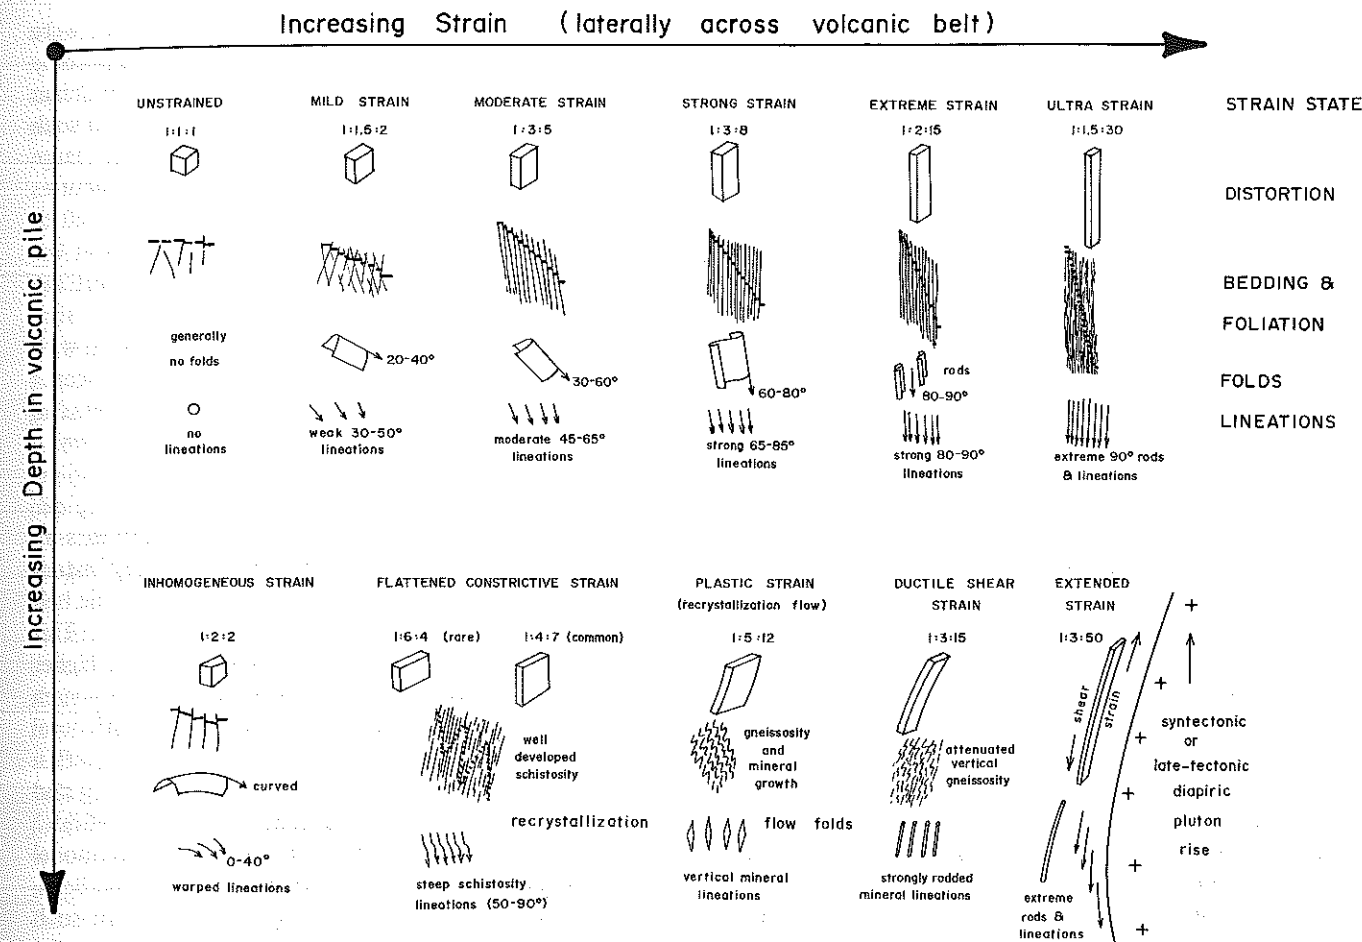 Increasing Strain (laterally across volcanic belt)
Increasing Depth in volcanic pile
UNSTRAINED
1:1:1
MILD STRAIN
1:1,5:2
MODERATE STRAIN
1:3:5
STRONG STRAIN
1:3:8
EXTREME STRAIN
1:2:15
ULTRA STRAIN
1:1,5:30
STRAIN STATE
DISTORTION
BEDDING &
FOLIATION
FOLDS
LINEATIONS
generally
no folds
20-40°
30-60°
60-80°
rods
80-90°
no
lineations
weak 30-50°
lineations
moderate 45-65°
lineations
strong 65-85°
lineations
strong 80-90°
lineations
extreme 90° rods
& lineations
INHOMOGENEOUS STRAIN
1:2:2
FLATTENED CONSTRICTIVE STRAIN
1:6:4 (rare)
1:4:7 (common)
PLASTIC STRAIN
(recrystallization flow)
1:5:12
DUCTILE SHEAR
STRAIN
1:3:15
EXTENDED
STRAIN
1:3:50
curved
0-40°
warped lineations
well
developed
schistosity
recrystallization
steep schistosity
lineations (50-90°)
gneissosity
and
mineral
growth
flow folds
vertical mineral
lineations
attenuated
vertical
gneissosity
strongly rodded
mineral lineations
shear
strain
extreme
rods &
lineations
syntectonic
or
late-tectonic
diapiric
pluton
rise